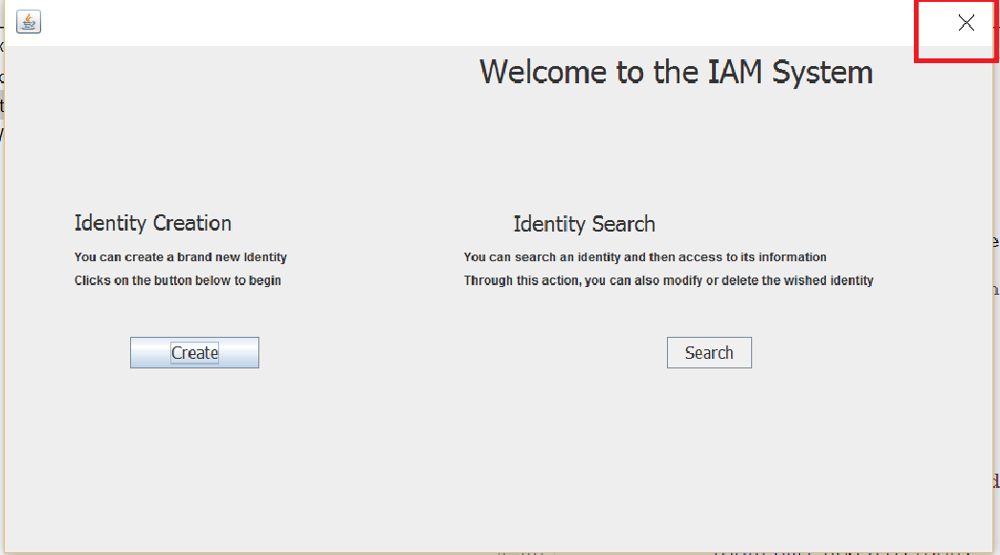 Welcome to the IAM System
Identity Creation
You can create a brand new Identity
Clicks on the button below to begin
Create
Identity Search
You can search an identity and then access to its information
Through this action, you can also modify or delete the wished identity
Search